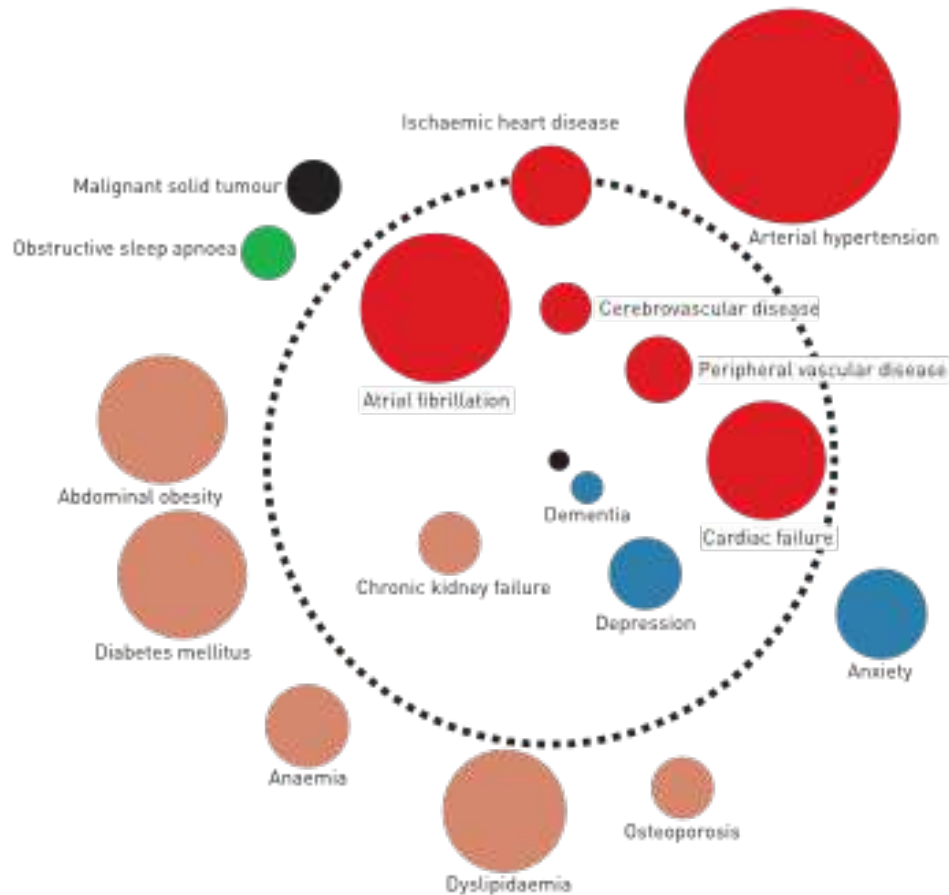 Ischaemic heart disease
Malignant solid tumour
Arterial hypertension
Obstructive sleep apnoea
Cerebrovascular disease
Peripheral vascular disease
Atrial fibrillation
Abdominal obesity
Dementia
Cardiac failure
Chronic kidney failure
Depression
Diabetes mellitus
Anxiety
Anaemia
Osteoporosis
Dyslipidaemia